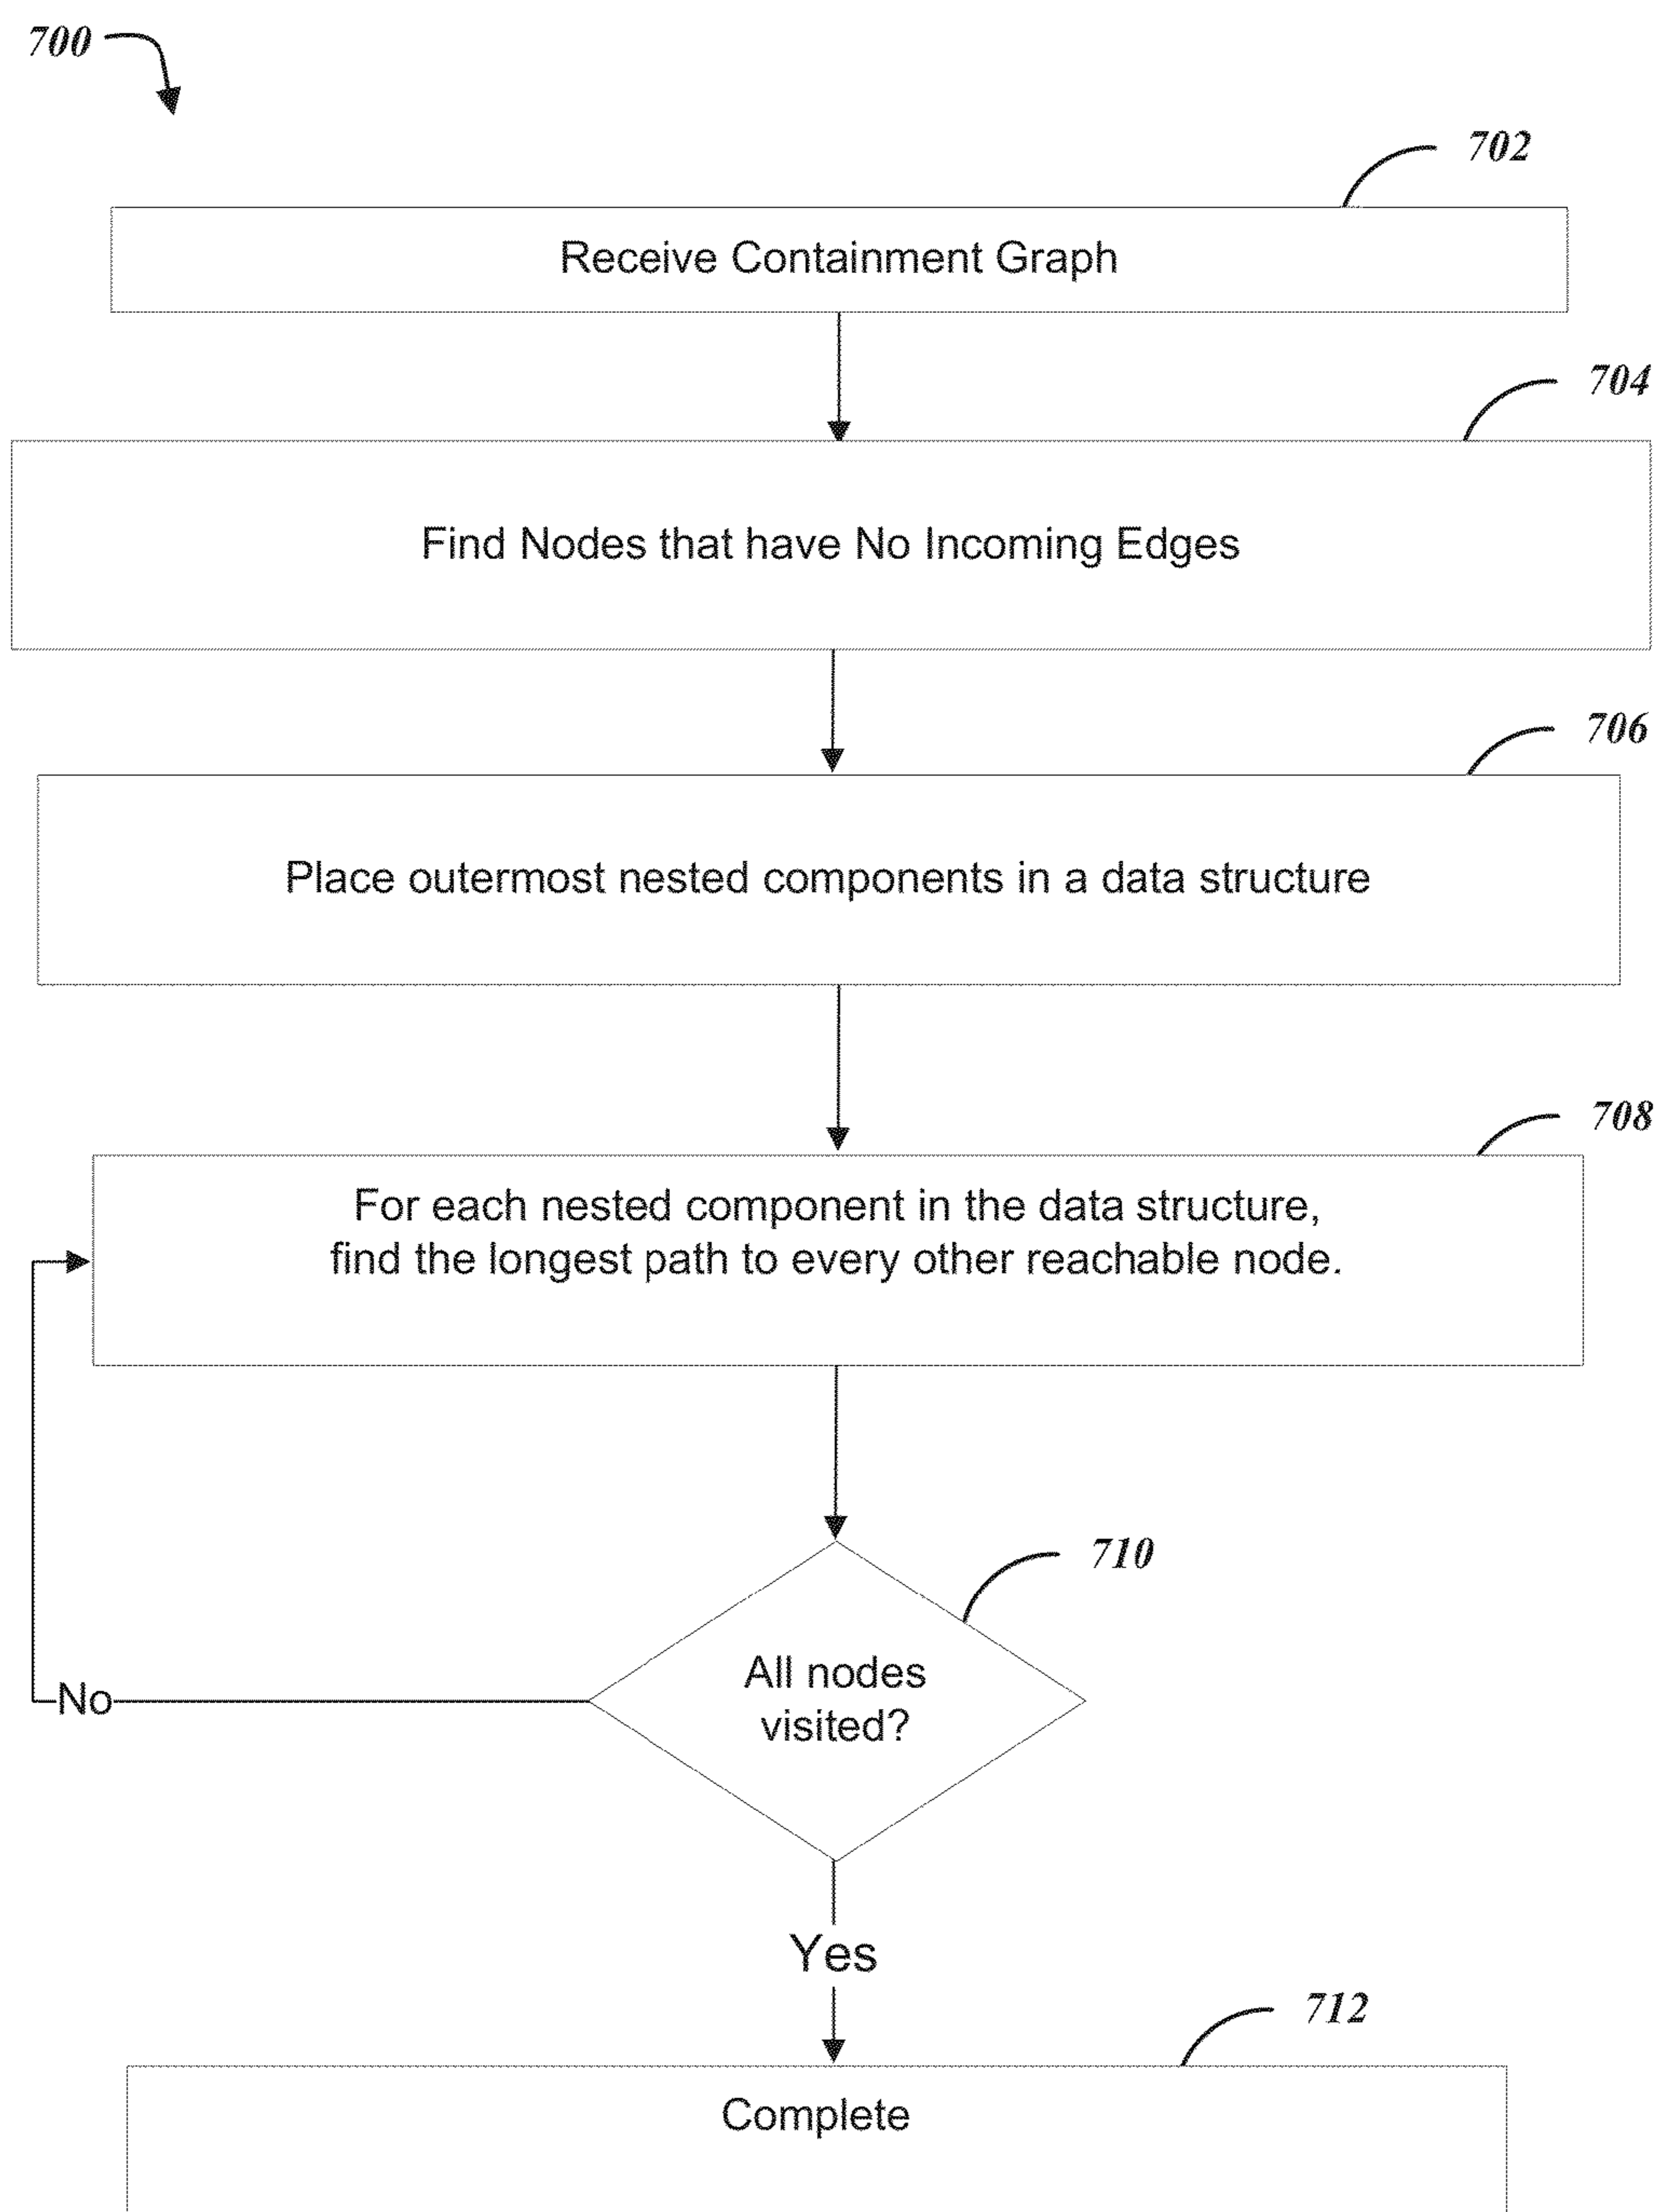 700
702
Receive Containment Graph
704
Find Nodes that have No Incoming Edges
706
Place outermost nested components in a data structure
708
For each nested component in the data structure,
find the longest path to every other reachable node.
710
All nodes
visited?
No
Yes
712
Complete